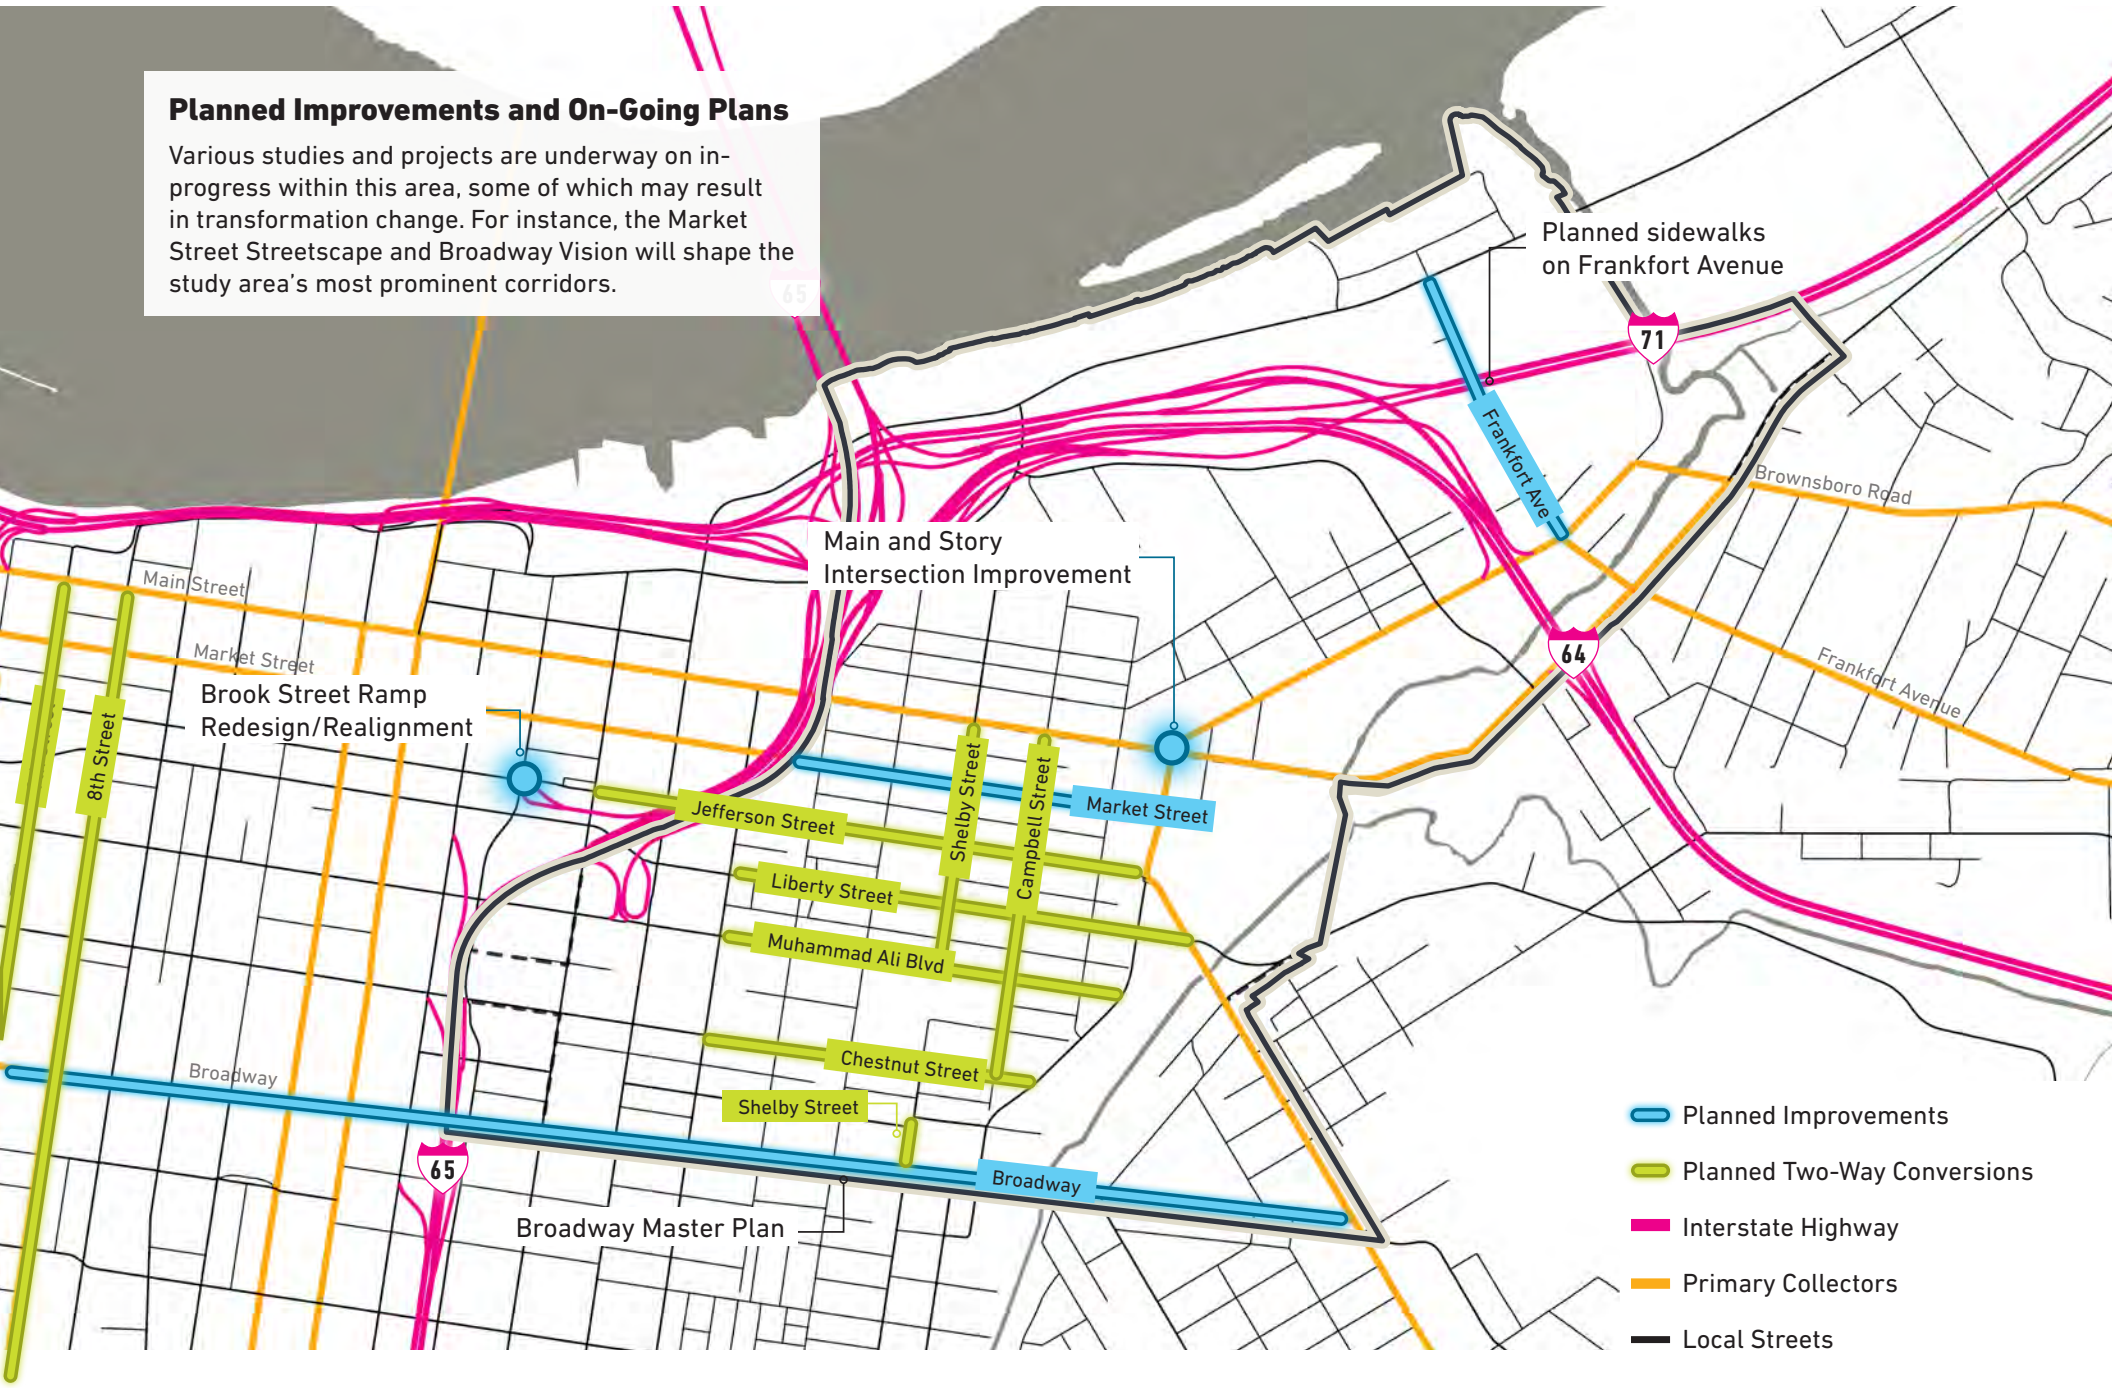 Planned Improvements and On-Going Plans
Various studies and projects are underway on in-
progress within this area, some of which may result
in transformation change. For instance, the Market
Street Streetscape and Broadway Vision will shape the
study area's most prominent corridors.
65
Planned sidewalks
on Frankfort Avenue
71
Frankfort Ave
Brownsboro Road
Main and Story
Intersection Improvement
Main Street
Market Street
64
Frankfort Avenue
Brook Street Ramp
Redesign/Realignment
8th Street
Jefferson Street
Shelby Street
Campbell Street
Market Street
Liberty Street
Muhammad Ali Blvd
Chestnut Street
Broadway
Shelby Street
65
Broadway
Broadway Master Plan
Planned Improvements
Planned Two-Way Conversions
Interstate Highway
Primary Collectors
Local Streets